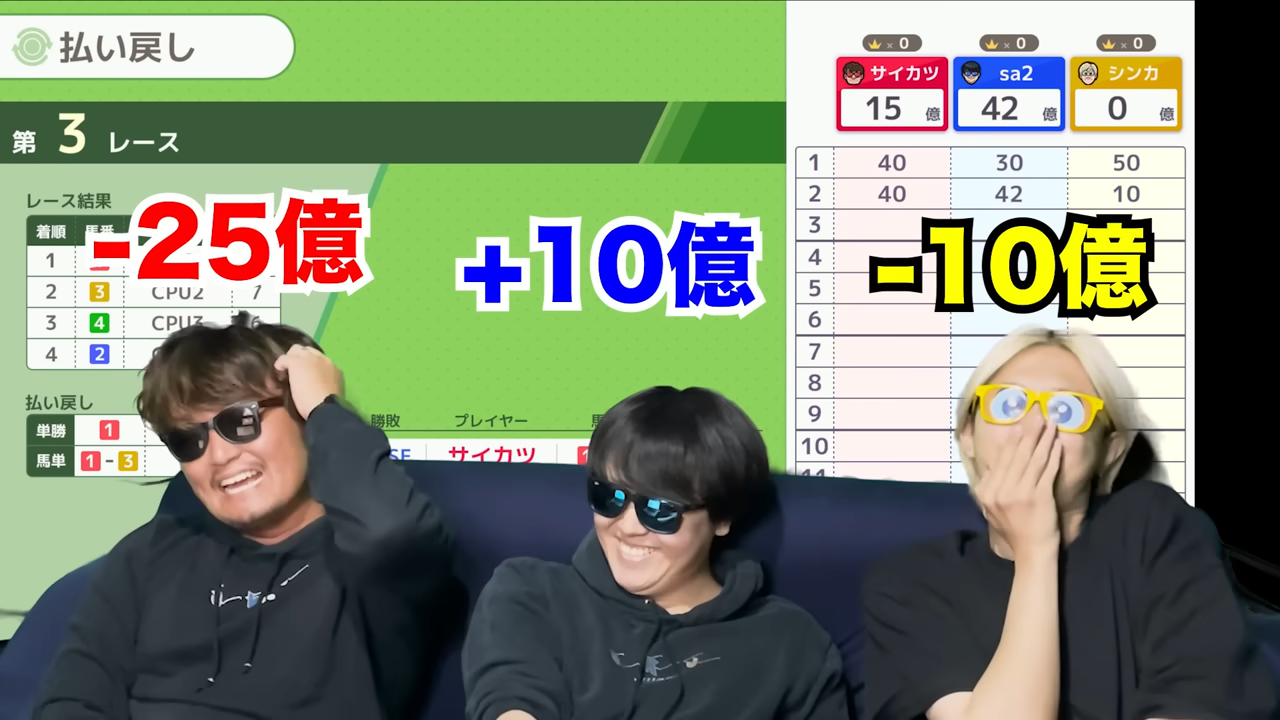 払い戻し
第 3 レース
× 0 × 0 × 0
サイカツ sa2 シンカ
15 億 42 億 0 億
1 40 30 50
2 40 42 10
3
4
5
6
7
8
9
10
-25億
+10億
-10億
レース結果
着順 馬番
1
2 3 CPU2 7
3 4 CPU3 6
4 2
払い戻し
単勝 1
馬単 1 - 3
勝敗 プレイヤー
サイカツ